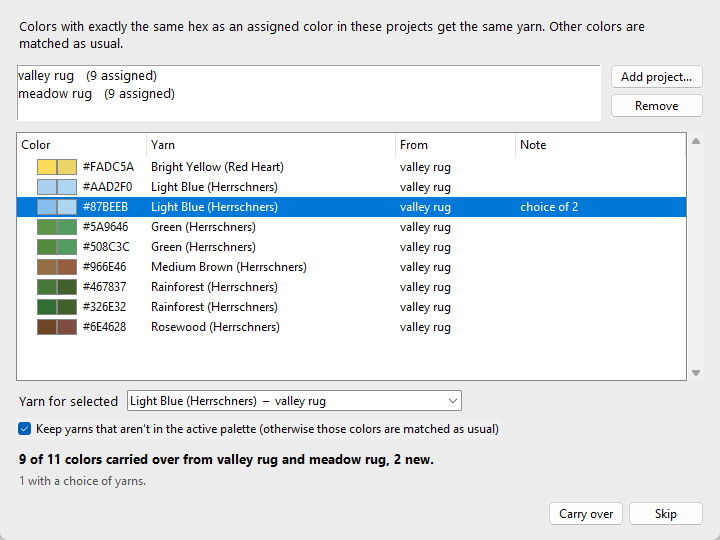 Colors with exactly the same hex as an assigned color in these projects get the same yarn. Other colors are
matched as usual.
valley rug (9 assigned)
meadow rug (9 assigned)
Add project...
Remove
Color Yarn From Note
#FADC5A Bright Yellow (Red Heart) valley rug
#AAD2F0 Light Blue (Herrschners) valley rug
#87BEEB Light Blue (Herrschners) valley rug choice of 2
#5A9646 Green (Herrschners) valley rug
#508C3C Green (Herrschners) valley rug
#966E46 Medium Brown (Herrschners) valley rug
#467837 Rainforest (Herrschners) valley rug
#326E32 Rainforest (Herrschners) valley rug
#6E4628 Rosewood (Herrschners) valley rug
Yarn for selected Light Blue (Herrschners) – valley rug
Keep yarns that aren't in the active palette (otherwise those colors are matched as usual)
9 of 11 colors carried over from valley rug and meadow rug, 2 new.
1 with a choice of yarns.
Carry over Skip